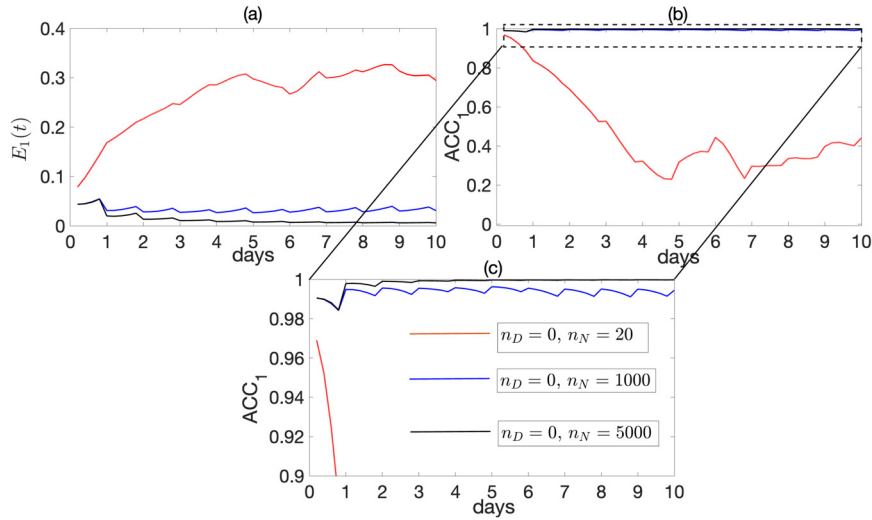 (a)
0.4
0.3
0.2
0.1
0
E₁(t)
0 1 2 3 4 5 6 7 8 9 10
days
(b)
1
0.8
0.6
0.4
0.2
0
ACC₁
0 1 2 3 4 5 6 7 8 9 10
days
(c)
1
0.98
0.96
0.94
0.92
0.9
ACC₁
n_D = 0, n_N = 20
n_D = 0, n_N = 1000
n_D = 0, n_N = 5000
0 1 2 3 4 5 6 7 8 9 10
days